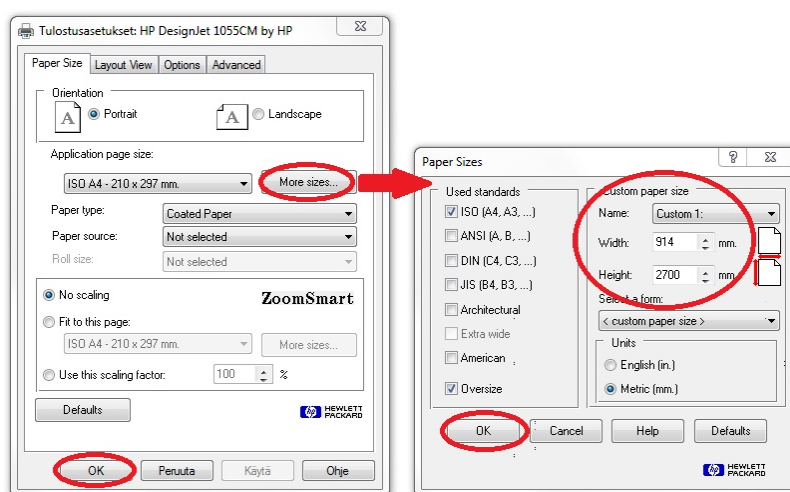 Tulostusasetukset: HP DesignJet 1055CM by HP
Paper Size Layout View Options Advanced
Orientation
A Portrait A Landscape
Application page size:
ISO A4 - 210 x 297 mm. More sizes...
Paper type: Coated Paper
Paper source: Not selected
Roll size: Not selected
No scaling ZoomSmart
Fit to this page:
ISO A4 - 210 x 297 mm. More sizes...
Use this scaling factor: 100 %
Defaults hp HEWLETT
PACKARD
OK Peruuta Käytä Ohje
Paper Sizes ?
Used standards
ISO (A4, A3, ...)
ANSI (A, B, ...)
DIN (C4, C3, ...)
JIS (B4, B3, ...)
Architectural
Extra wide
American
Oversize
Custom paper size
Name: Custom 1:
Width: 914 mm.
Height: 2700 mm.
Select a form:
< custom paper size >
Units
English (in.)
Metric (mm.)
OK Cancel Help Defaults
hp HEWLETT
PACKARD